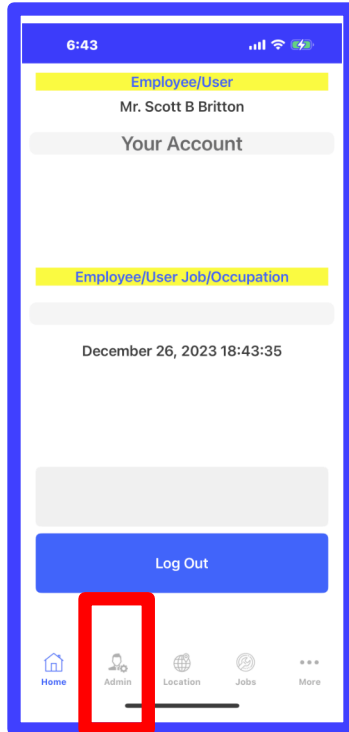 6:43
Employee/User
Mr. Scott B Britton
Your Account
Employee/User Job/Occupation
December 26, 2023 18:43:35
Log Out
Home Admin Location Jobs More